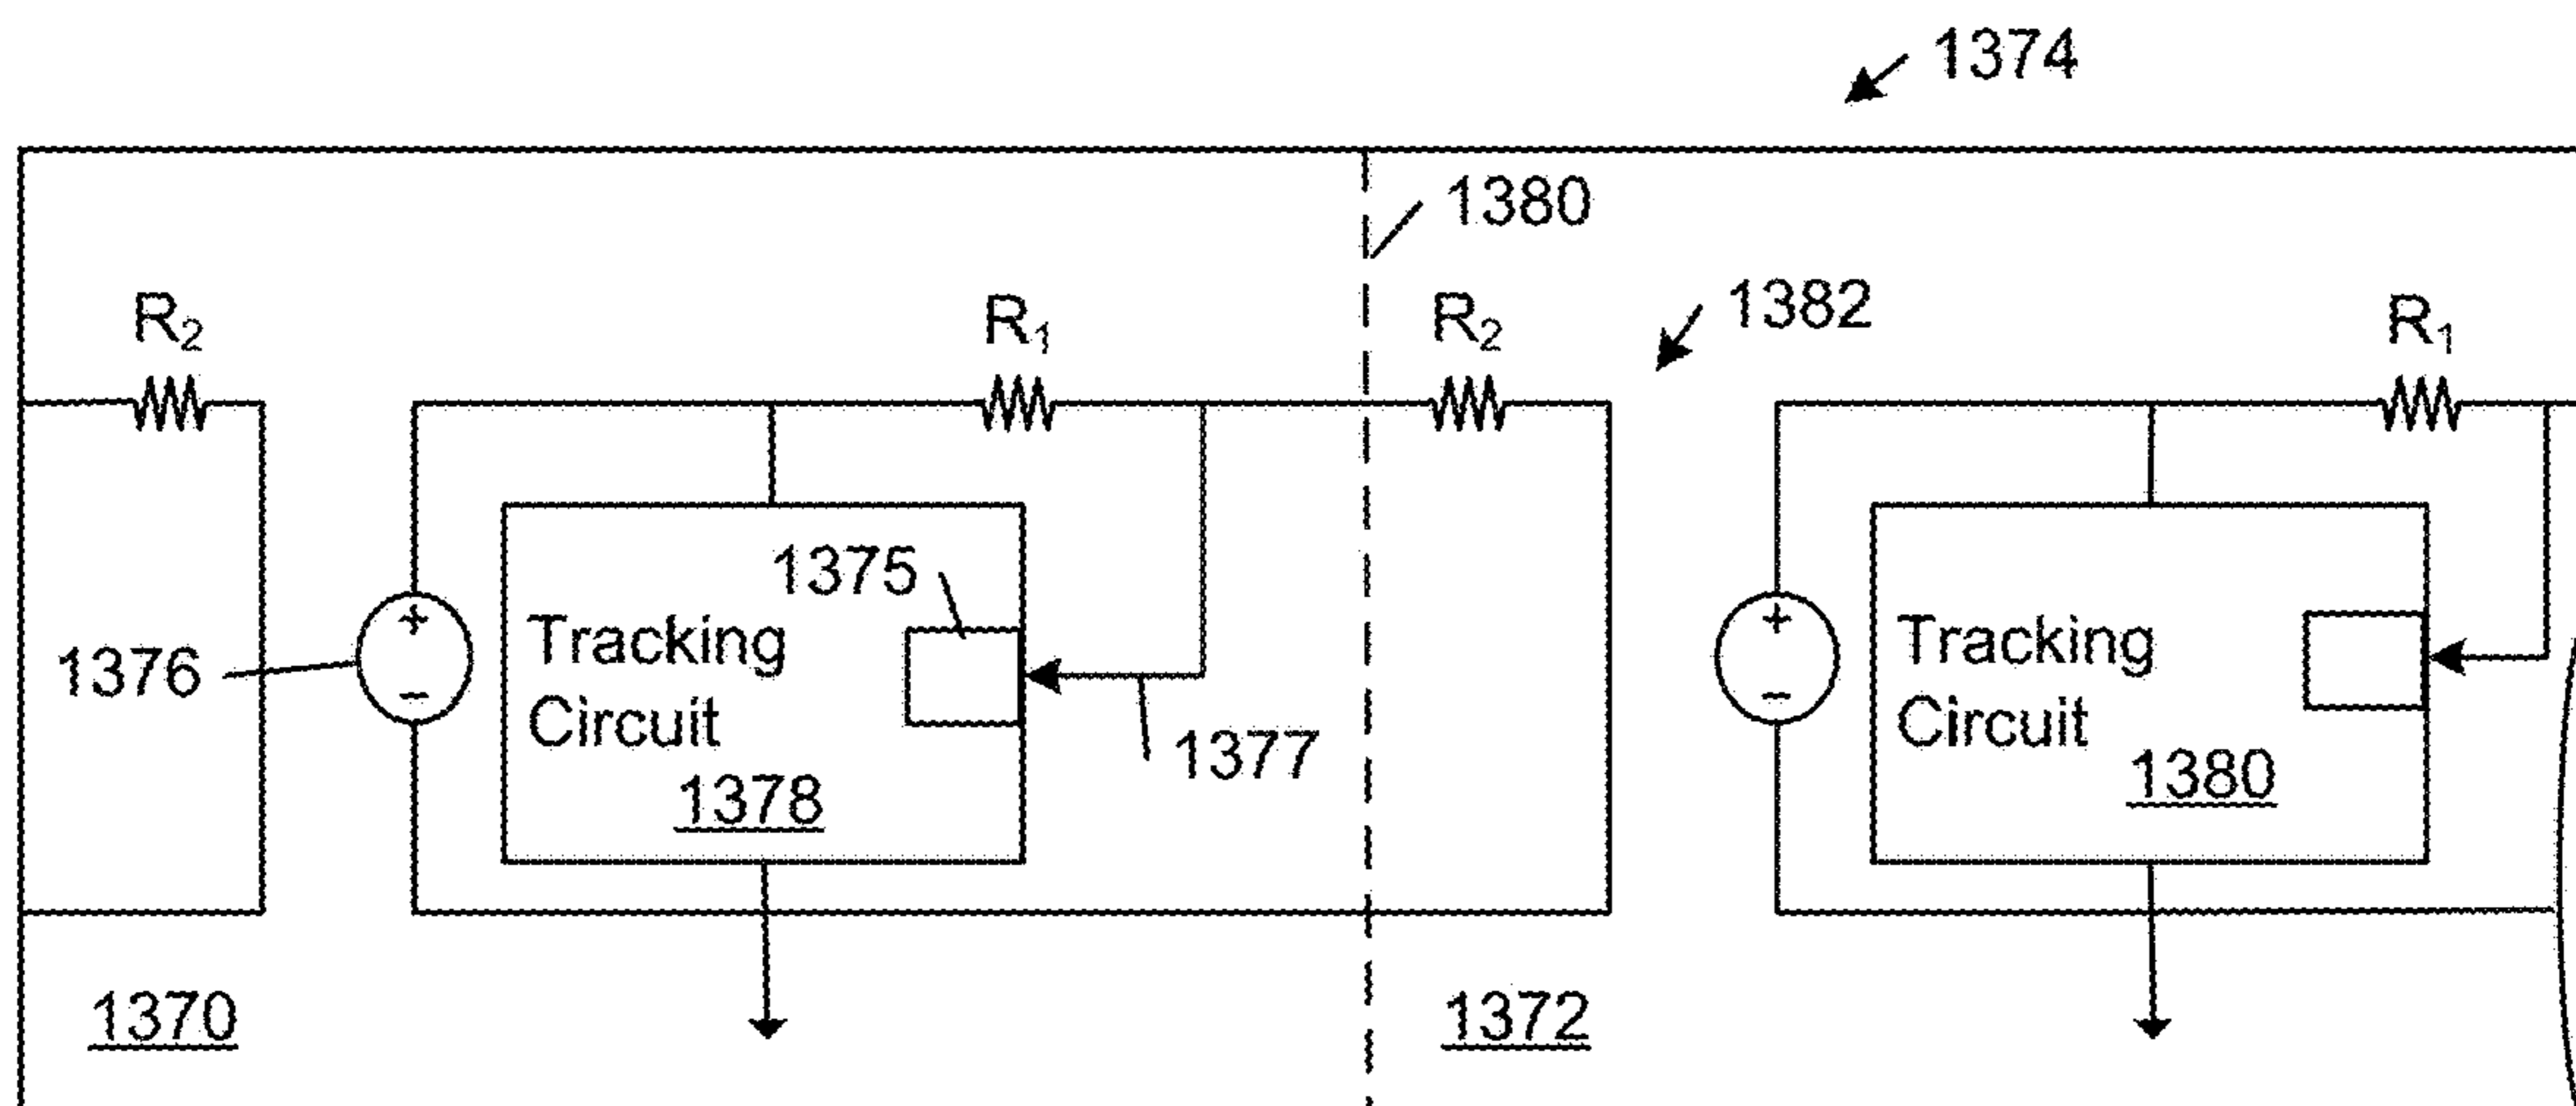 1374
1380
1382
R₂
R₁
R₂
R₁
1375
Tracking
Circuit
1378
1376
1377
Tracking
Circuit
1380
+
−
+
−
1370
1372